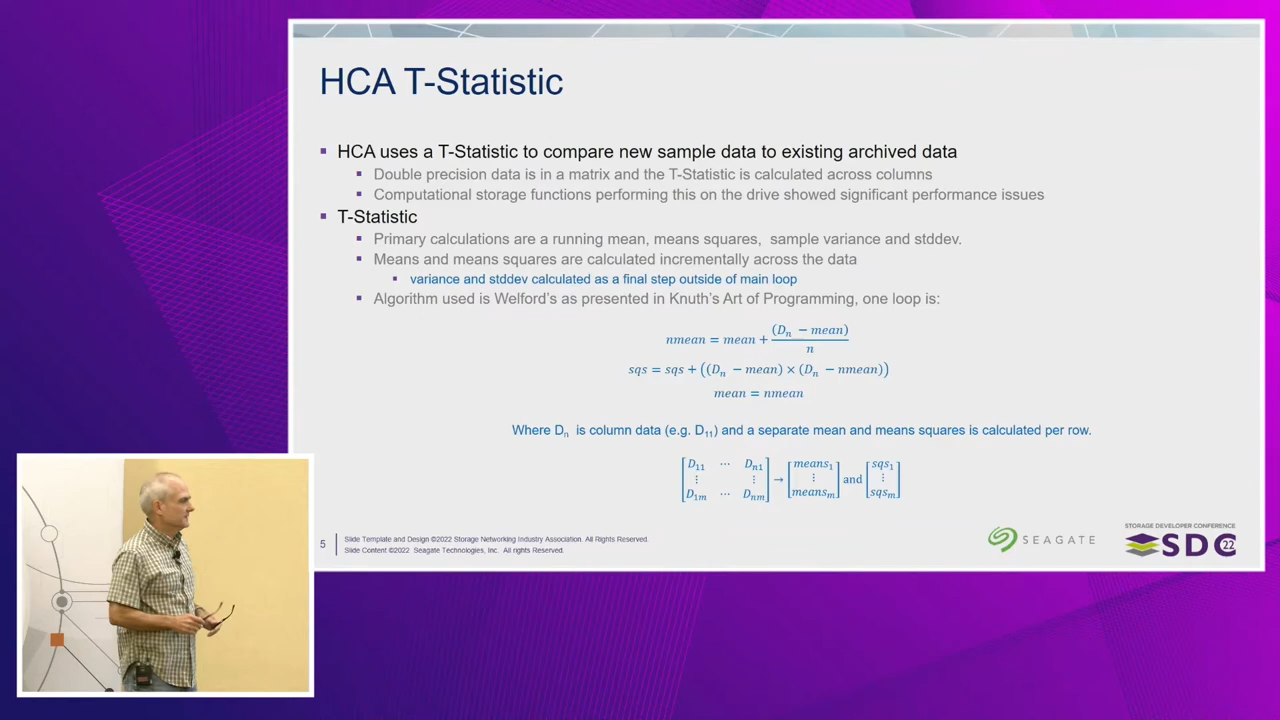 HCA T-Statistic
HCA uses a T-Statistic to compare new sample data to existing archived data
Double precision data is in a matrix and the T-Statistic is calculated across columns
Computational storage functions performing this on the drive showed significant performance issues
T-Statistic
Primary calculations are a running mean, means squares, sample variance and stddev.
Means and means squares are calculated incrementally across the data
variance and stddev calculated as a final step outside of main loop
Algorithm used is Welford's as presented in Knuth's Art of Programming, one loop is:
nmean = mean + (Dₙ − mean) / n
sqs = sqs + ((Dₙ − mean) × (Dₙ − nmean))
mean = nmean
Where Dₙ is column data (e.g. D₁₁) and a separate mean and means squares is calculated per row.
[D₁₁ ⋯ Dₙ₁ ⋮ ⋮ D₁ₘ ⋯ Dₙₘ] → [means₁ ⋮ meansₘ] and [sqs₁ ⋮ sqsₘ]
5
Slide Template and Design ©2022 Storage Networking Industry Association. All Rights Reserved.
Slide Content ©2022 Seagate Technologies, Inc. All rights Reserved.
SEAGATE
STORAGE DEVELOPER CONFERENCE
SDC 22